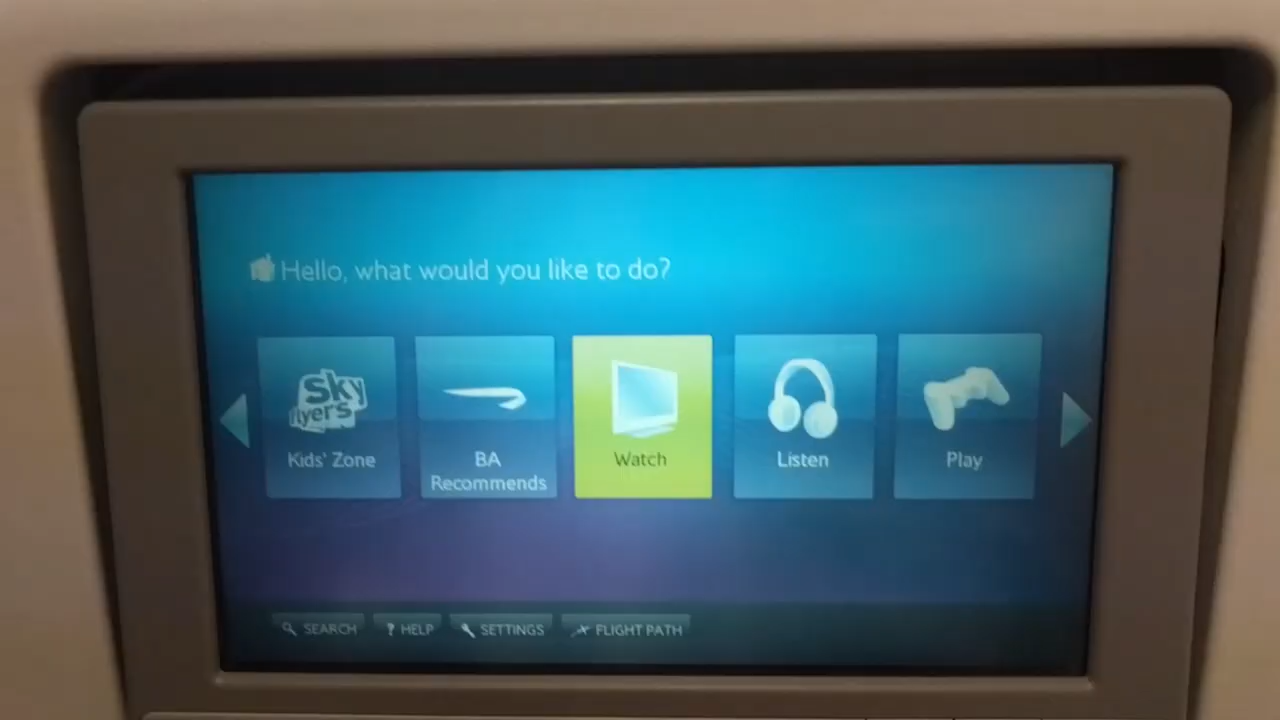 Hello, what would you like to do?
Sky
flyers
Kids' Zone
BA
Recommends
Watch
Listen
Play
SEARCH
? HELP
SETTINGS
FLIGHT PATH